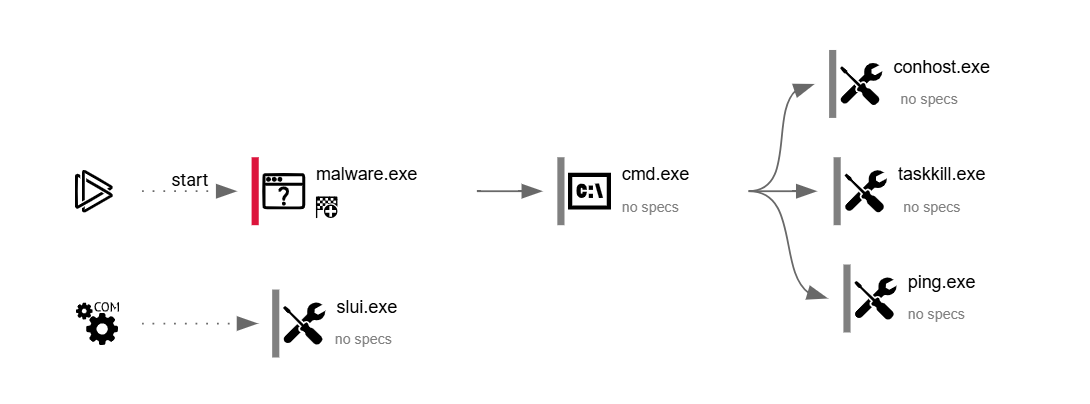 start
malware.exe
?
cmd.exe
C:\
no specs
conhost.exe
no specs
taskkill.exe
no specs
ping.exe
no specs
COM
slui.exe
no specs